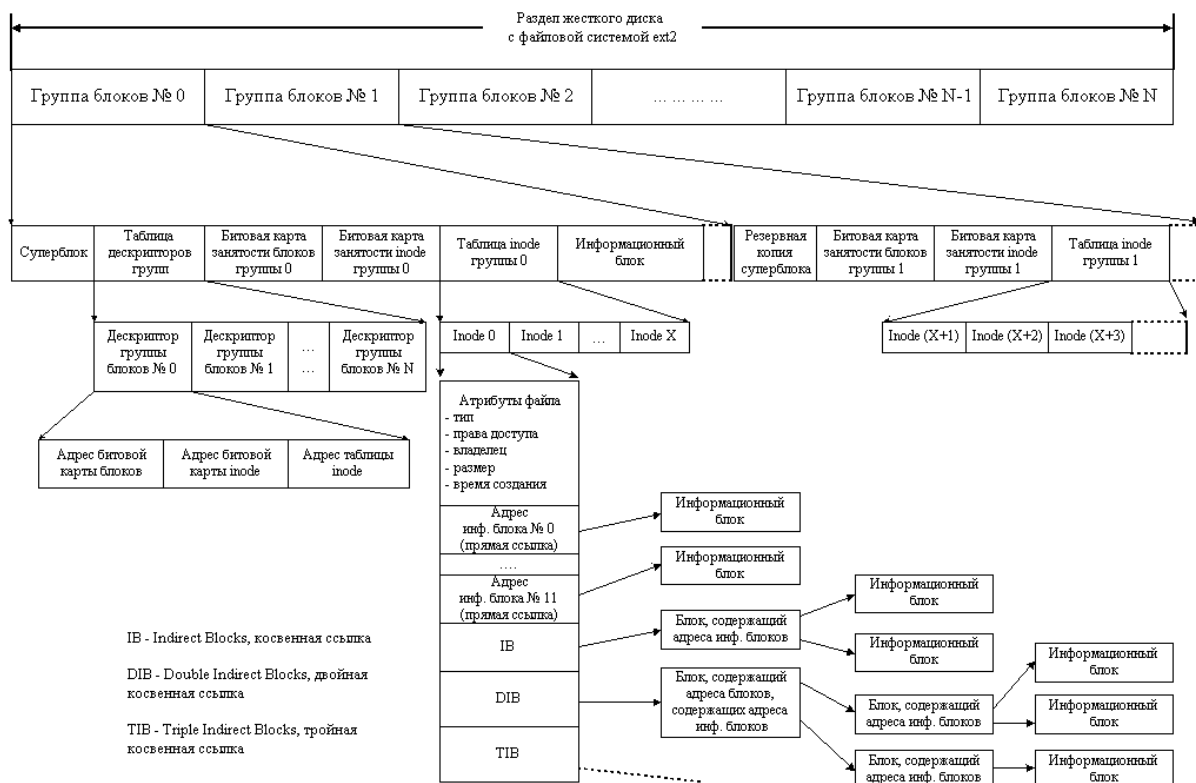 Раздел жесткого диска
с файловой системой ext2
Группа блоков № 0
Группа блоков № 1
Группа блоков № 2
... ... ... ...
Группа блоков № N-1
Группа блоков № N
Суперблок
Таблица
дескрипторов
групп
Битовая карта
занятости блоков
группы 0
Битовая карта
занятости inode
группы 0
Таблица inode
группы 0
Информационный
блок
Резервная
копия
суперблока
Битовая карта
занятости блоков
группы 1
Битовая карта
занятости inode
группы 1
Таблица inode
группы 1
Дескриптор
группы
блоков № 0
Дескриптор
группы
блоков № 1
...
...
Дескриптор
группы
блоков № N
Inode 0
Inode 1
...
Inode X
Inode (X+1)
Inode (X+2)
Inode (X+3)
Адрес битовой
карты блоков
Адрес битовой
карты inode
Адрес таблицы
inode
Атрибуты файла
- тип
- права доступа
- владелец
- размер
- время создания
Адрес
инф. блока № 0
(прямая ссылка)
....
Адрес
инф. блока № 11
(прямая ссылка)
IB
DIB
TIB
Информационный
блок
Информационный
блок
Блок, содержащий
адреса инф. блоков
Информационный
блок
Информационный
блок
Блок, содержащий
адреса блоков,
содержащих адреса
инф. блоков
Блок, содержащий
адреса инф. блоков
Информационный
блок
Информационный
блок
Блок, содержащий
адреса инф. блоков
Информационный
блок
IB - Indirect Blocks, косвенная ссылка
DIB - Double Indirect Blocks, двойная
косвенная ссылка
TIB - Triple Indirect Blocks, тройная
косвенная ссылка